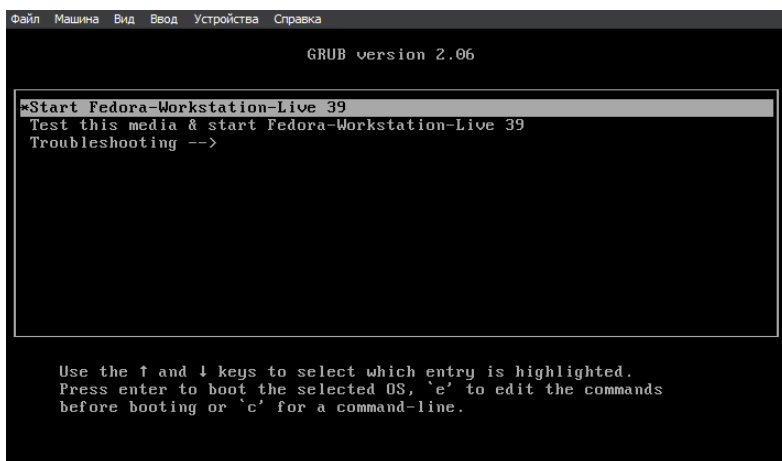 Файл Машина Вид Ввод Устройства Справка
GRUB version 2.06
*Start Fedora-Workstation-Live 39
Test this media & start Fedora-Workstation-Live 39
Troubleshooting -->
Use the ↑ and ↓ keys to select which entry is highlighted.
Press enter to boot the selected OS, `e' to edit the commands
before booting or `c' for a command-line.